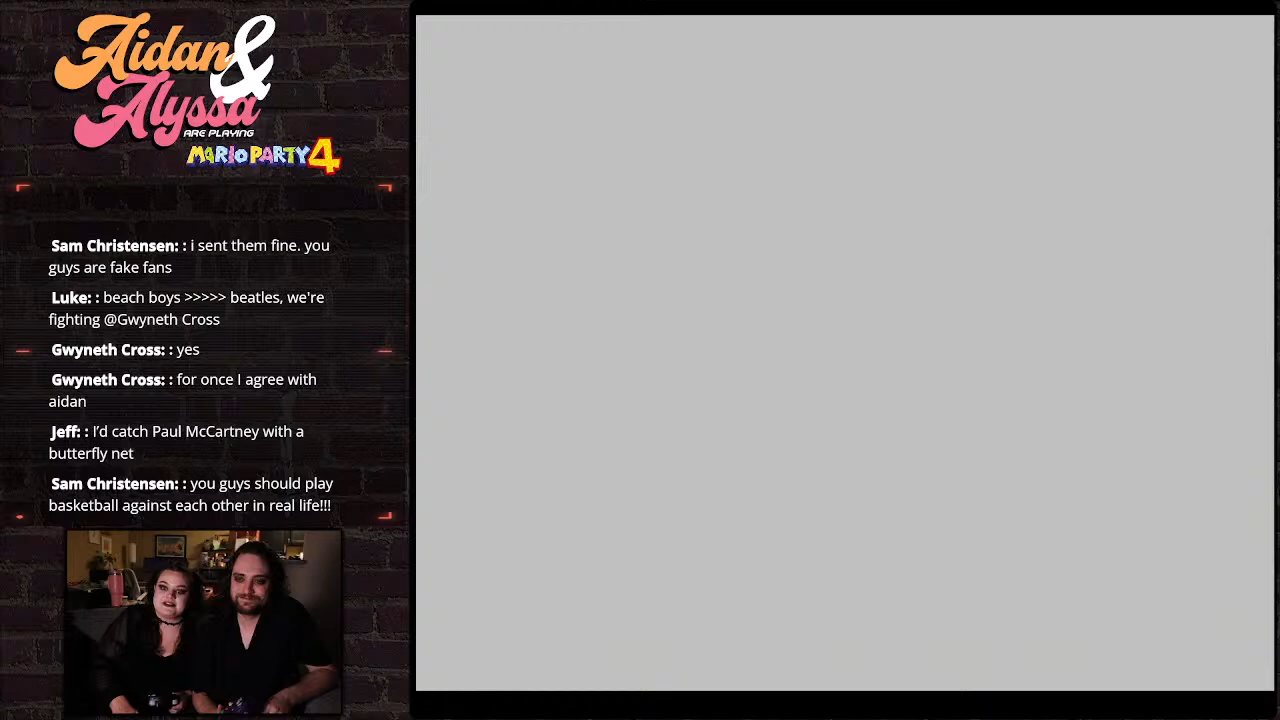 Aidan &
Alyssa
ARE PLAYING
MARIO PARTY 4
Sam Christensen: : i sent them fine. you
guys are fake fans
Luke: : beach boys >>>>> beatles, we're
fighting @Gwyneth Cross
Gwyneth Cross: : yes
Gwyneth Cross: : for once I agree with
aidan
Jeff: : I’d catch Paul McCartney with a
butterfly net
Sam Christensen: : you guys should play
basketball against each other in real life!!!